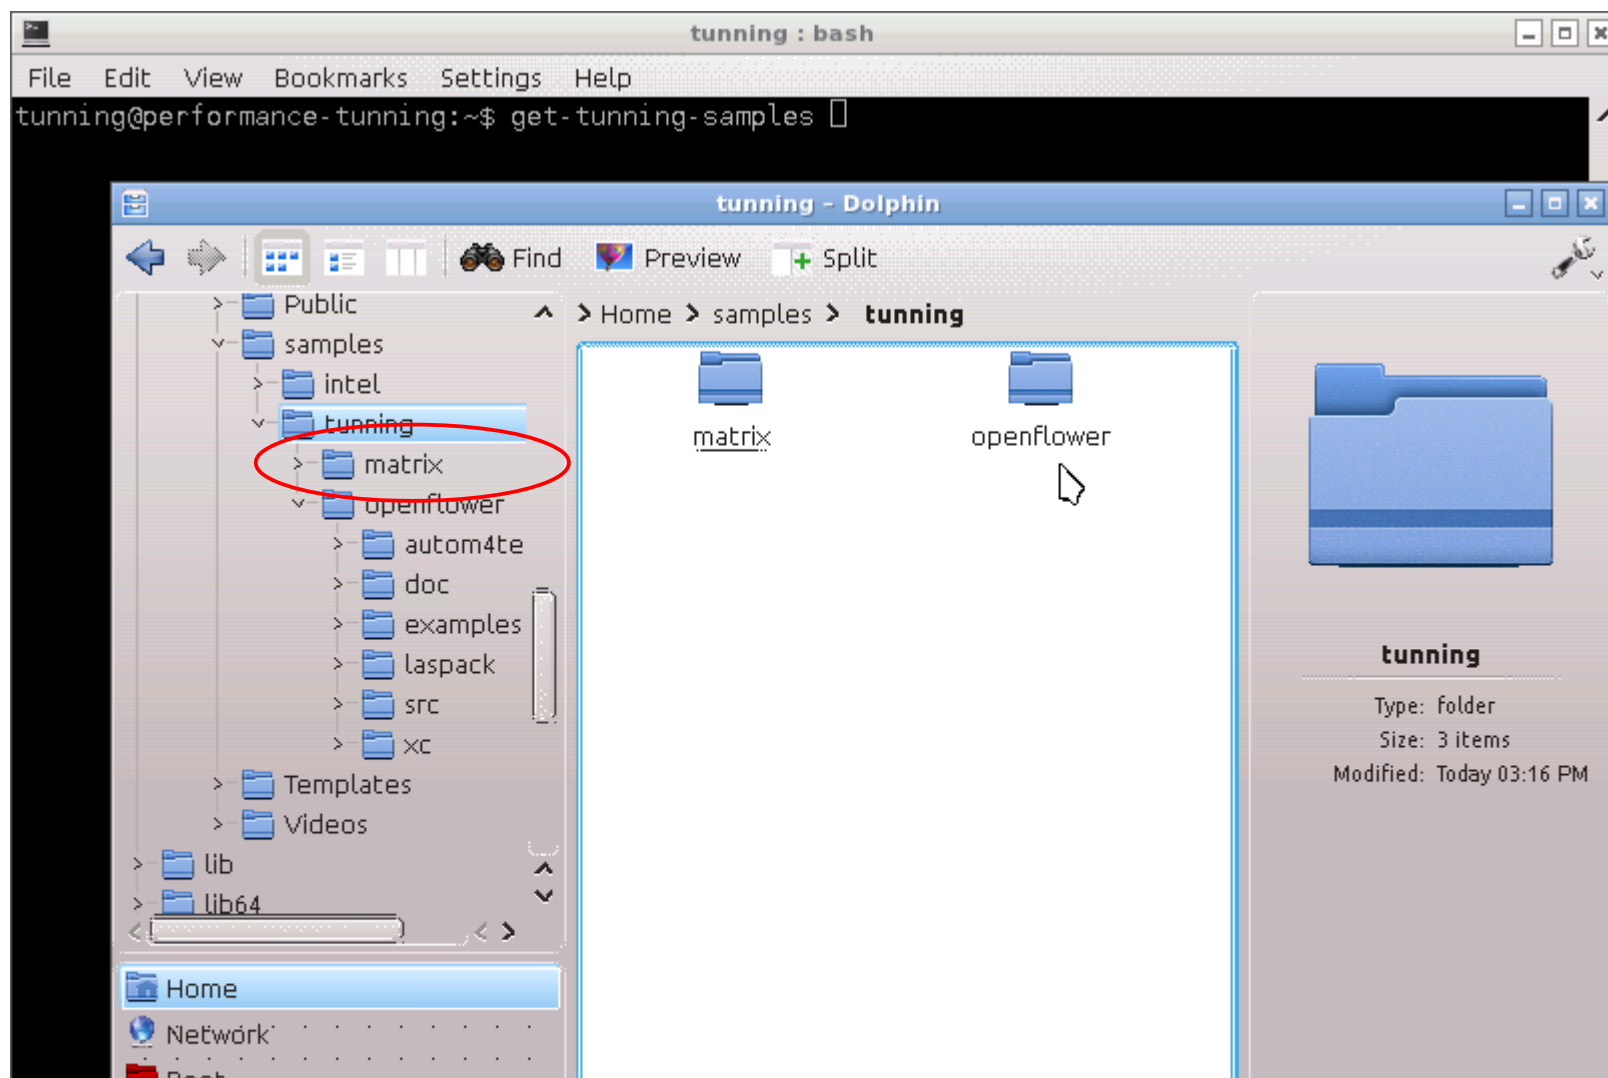 tunning : bash
File Edit View Bookmarks Settings Help
tunning@performance-tunning:~$ get-tunning-samples
tunning – Dolphin
Find Preview Split
Public
samples
intel
tunning
matrix
openflower
autom4te
doc
examples
laspack
src
xc
Templates
Videos
lib
lib64
Home
Network
Home samples tunning
matrix openflower
tunning
Type: folder
Size: 3 items
Modified: Today 03:16 PM